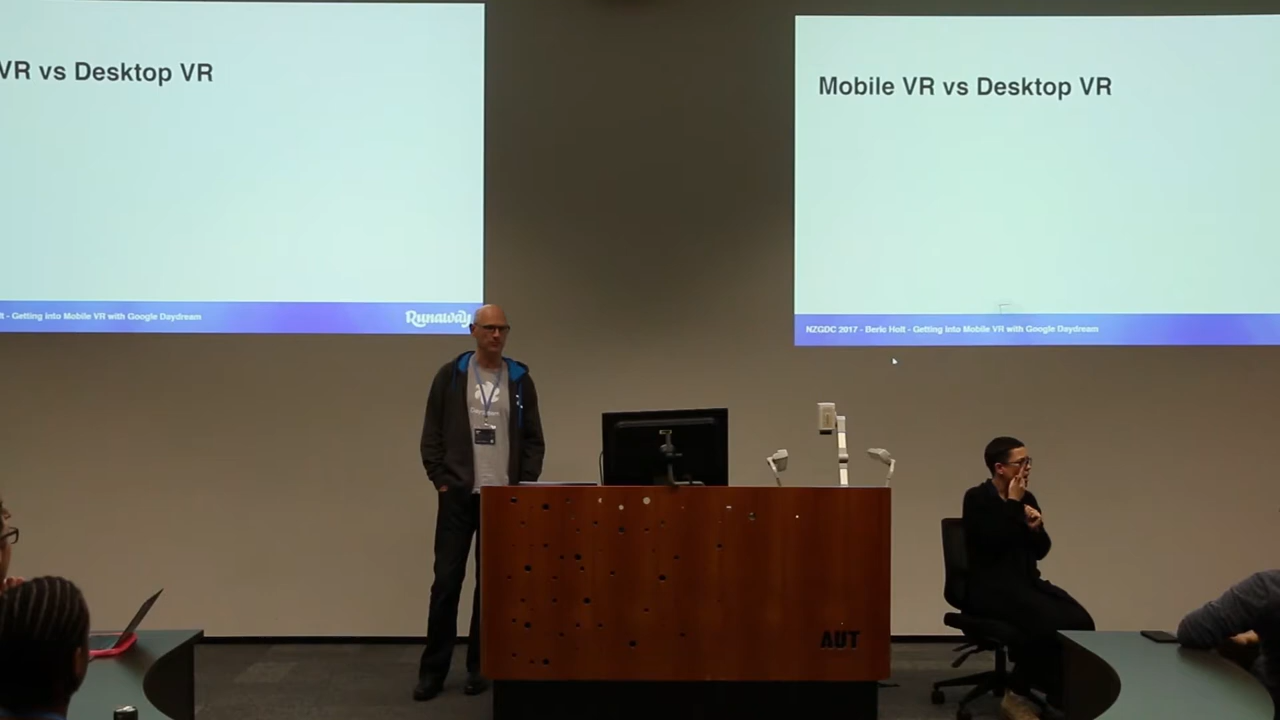 VR vs Desktop VR
- Getting into Mobile VR with Google Daydream
Runaway
Mobile VR vs Desktop VR
NZGDC 2017 - Beric Holt - Getting into Mobile VR with Google Daydream
AUT